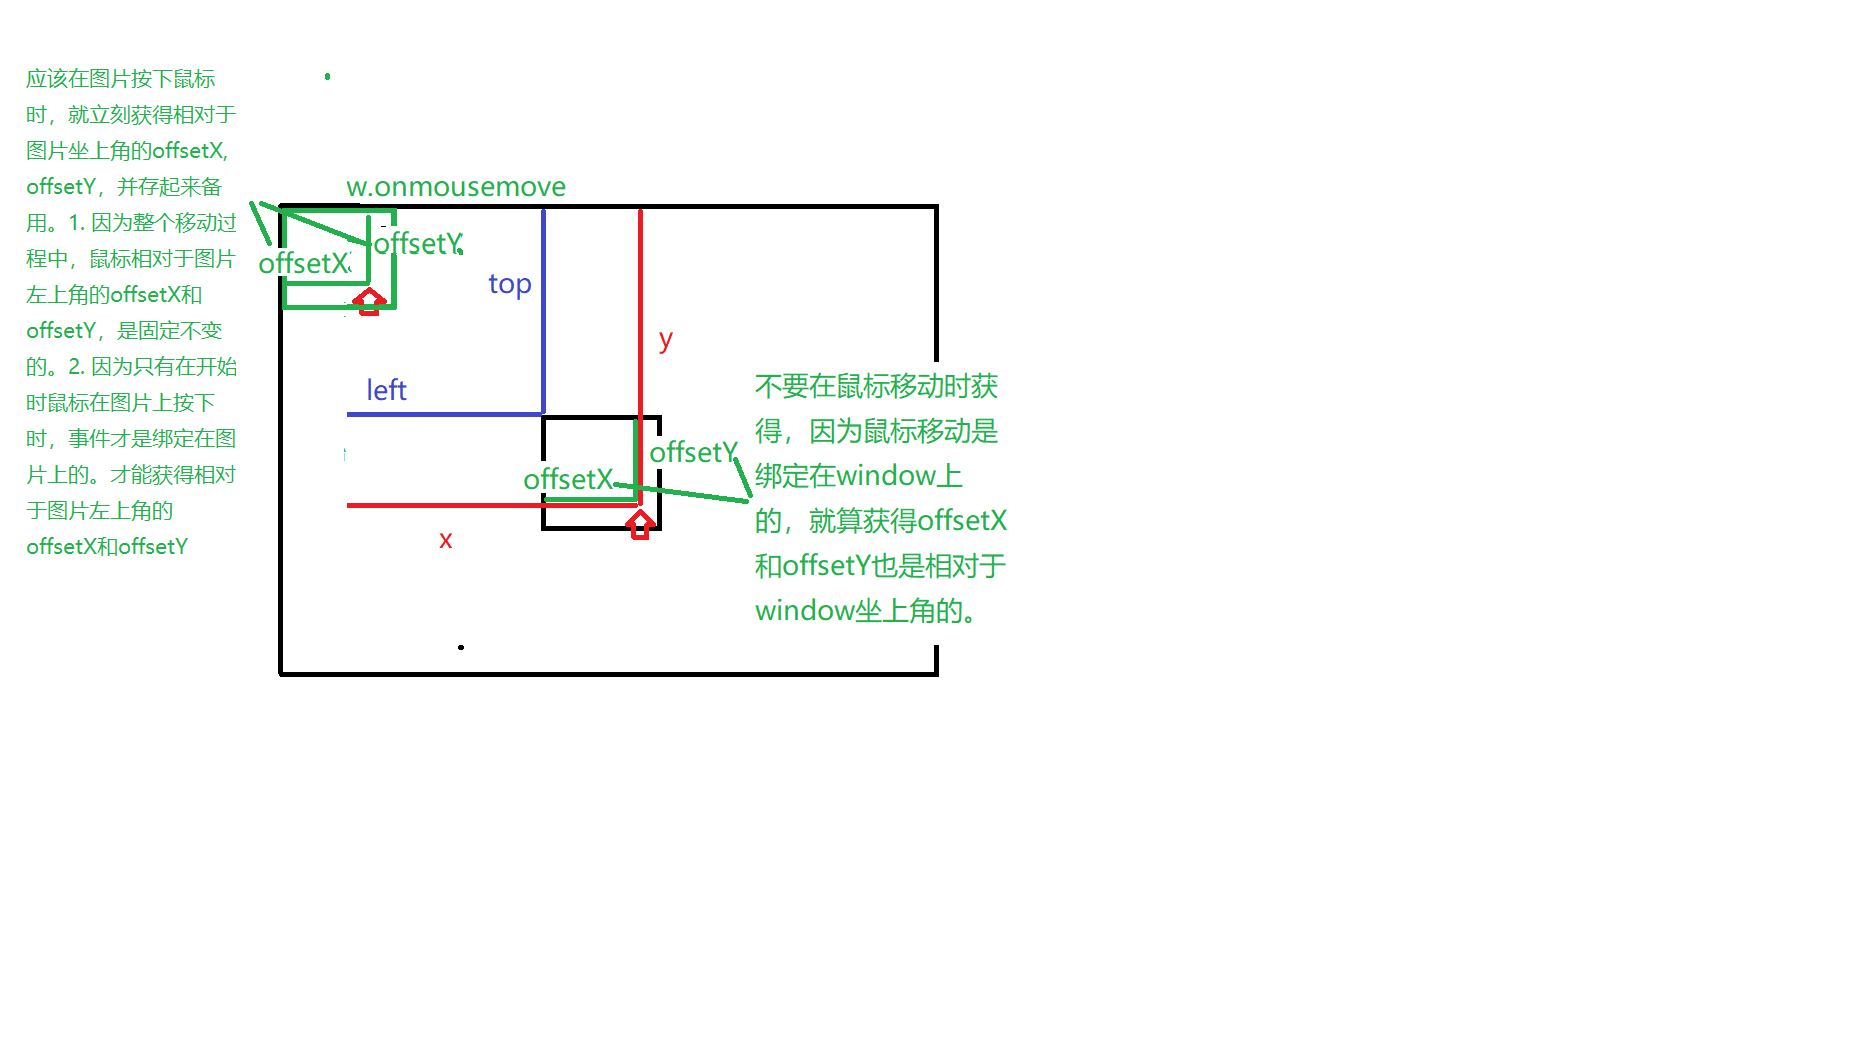 应该在图片按下鼠标
时，就立刻获得相对于
图片坐上角的offsetX,
offsetY，并存起来备
用。1. 因为整个移动过
程中，鼠标相对于图片
左上角的offsetX和
offsetY，是固定不变
的。2. 因为只有在开始
时鼠标在图片上按下
时，事件才是绑定在图
片上的。才能获得相对
于图片左上角的
offsetX和offsetY
w.onmousemove
offsetY
offsetX
top
y
left
offsetY
offsetX
x
不要在鼠标移动时获
得，因为鼠标移动是
绑定在window上
的，就算获得offsetX
和offsetY也是相对于
window坐上角的。